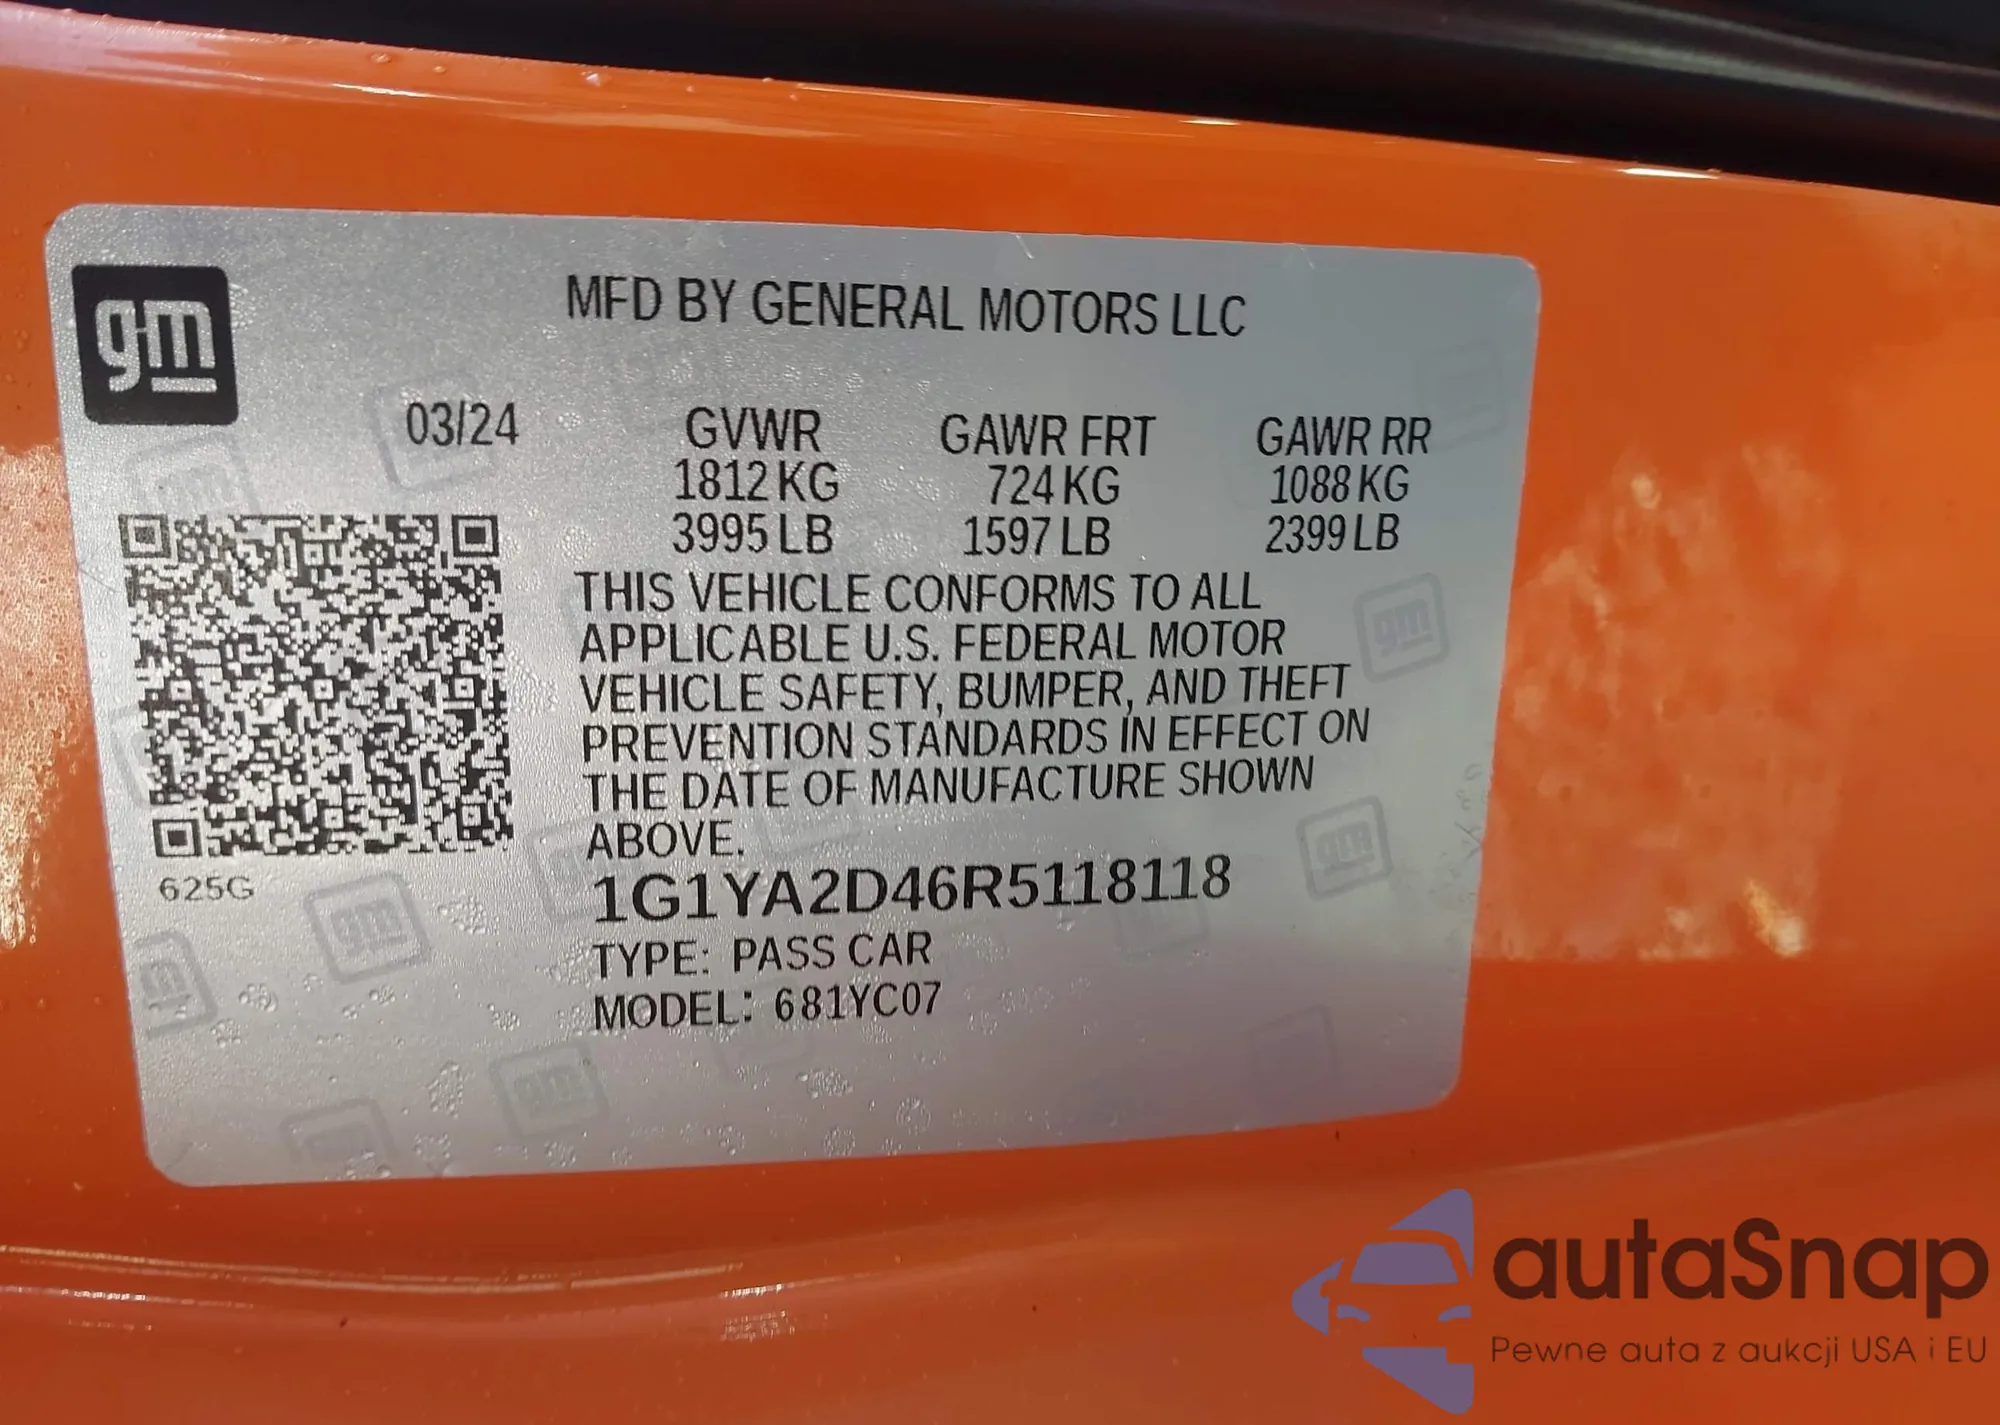 gm
MFD BY GENERAL MOTORS LLC
03/24 GVWR GAWR FRT GAWR RR
1812 KG 724 KG 1088 KG
3995 LB 1597 LB 2399 LB
THIS VEHICLE CONFORMS TO ALL
APPLICABLE U.S. FEDERAL MOTOR
VEHICLE SAFETY, BUMPER, AND THEFT
PREVENTION STANDARDS IN EFFECT ON
THE DATE OF MANUFACTURE SHOWN
ABOVE.
625G
1G1YA2D46R5118118
TYPE: PASS CAR
MODEL: 681YC07
autaSnap
Pewne auta z aukcji USA i EU